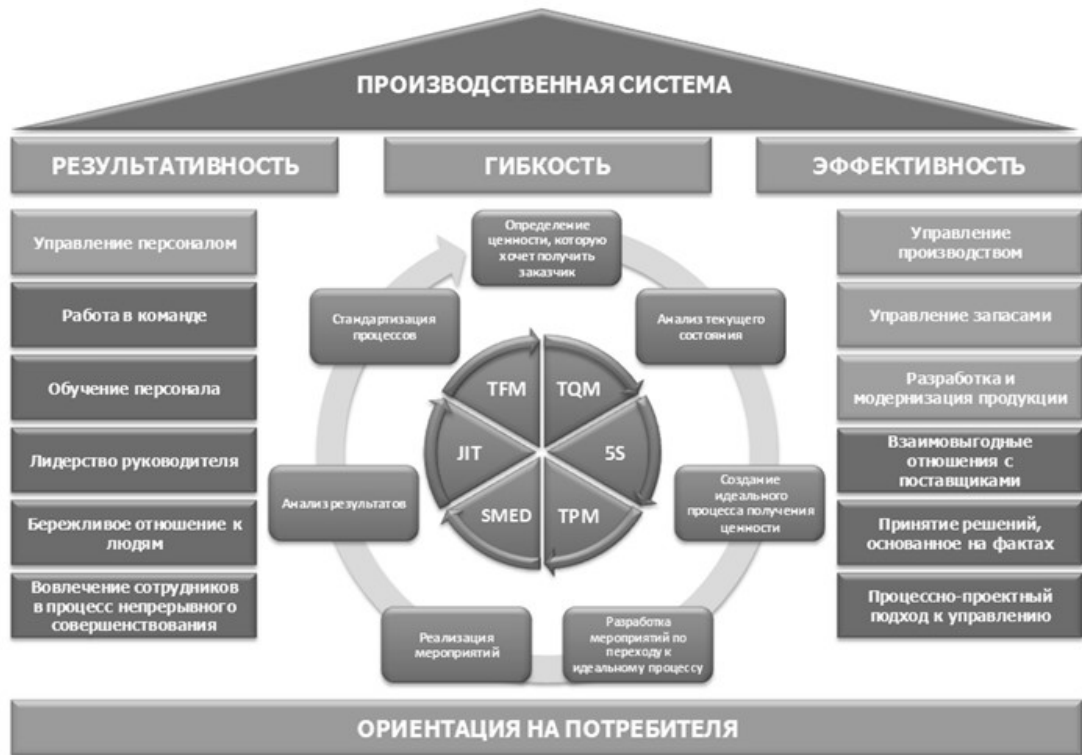 ПРОИЗВОДСТВЕННАЯ СИСТЕМА
РЕЗУЛЬТАТИВНОСТЬ
ГИБКОСТЬ
ЭФФЕКТИВНОСТЬ
Управление персоналом
Работа в команде
Обучение персонала
Лидерство руководителя
Бережливое отношение к
людям
Вовлечение сотрудников
в процесс непрерывного
совершенствования
Определение
ценности, которую
хочет получить
заказчик
Анализ текущего
состояния
Создание
идеального
процесса получения
ценности
Разработка
мероприятий по
переходу к
идеальному процессу
Реализация
мероприятий
Анализ результатов
Стандартизация
процессов
TFM
TQM
JIT
5S
SMED
TPM
Управление
производством
Управление запасами
Разработка и
модернизация продукции
Взаимовыгодные
отношения с
поставщиками
Принятие решений,
основанное на фактах
Процессно-проектный
подход к управлению
ОРИЕНТАЦИЯ НА ПОТРЕБИТЕЛЯ